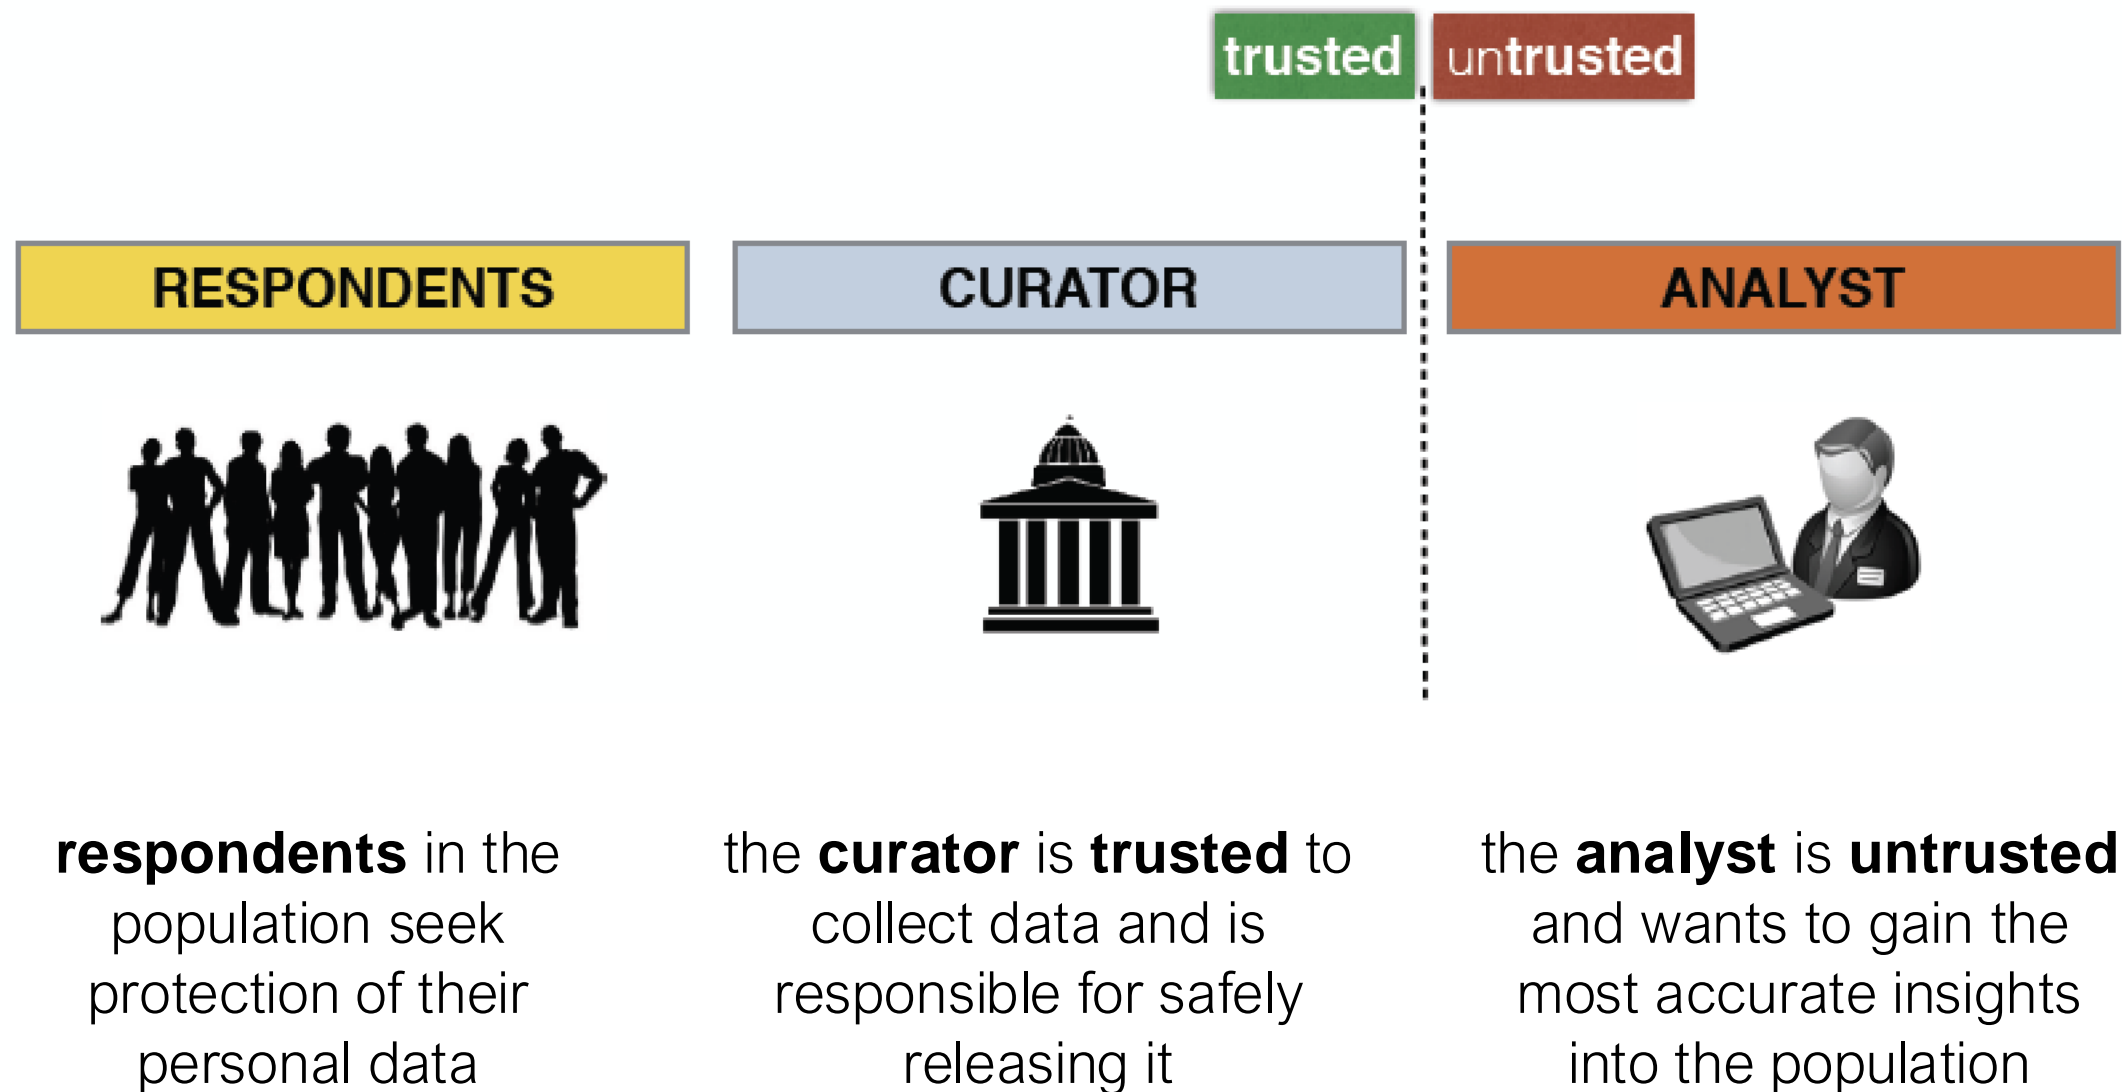 trusted
untrusted
RESPONDENTS
CURATOR
ANALYST
respondents in the
population seek
protection of their
personal data
the curator is trusted to
collect data and is
responsible for safely
releasing it
the analyst is untrusted
and wants to gain the
most accurate insights
into the population